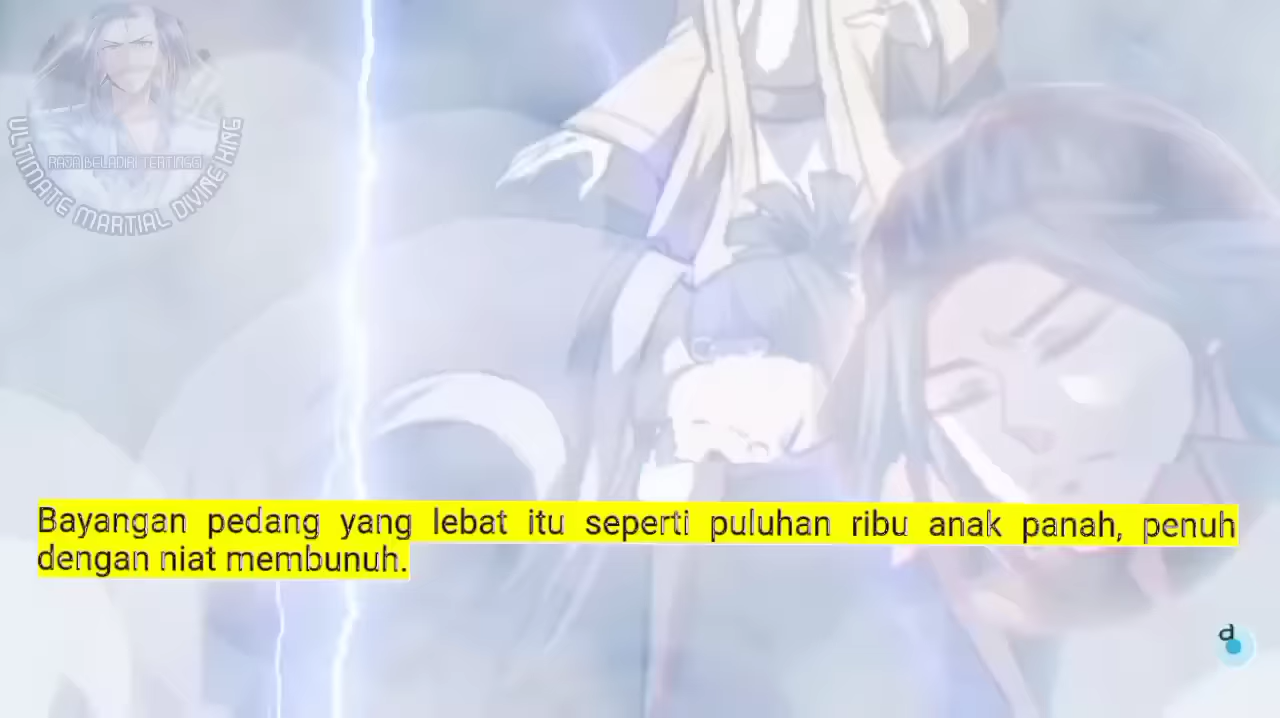 RAJA BELADIRI TERTINGGI
ULTIMATE MARTIAL DIVINE KING
Bayangan pedang yang lebat itu seperti puluhan ribu anak panah, penuh
dengan niat membunuh.
d